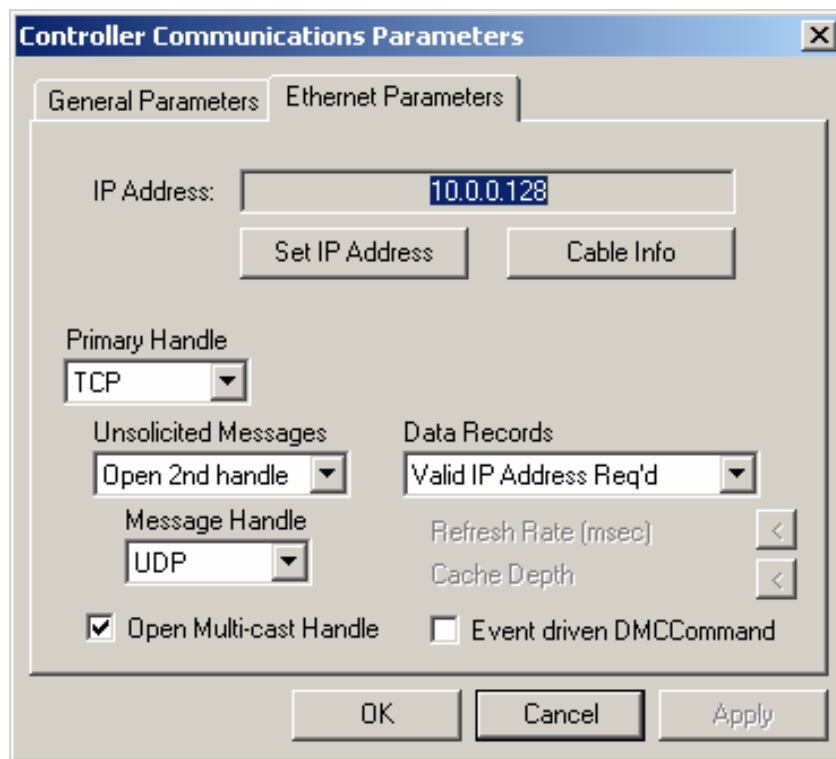 Controller Communications Parameters
General Parameters Ethernet Parameters
IP Address: 10.0.0.128
Set IP Address Cable Info
Primary Handle
TCP
Unsolicited Messages Data Records
Open 2nd handle Valid IP Address Req'd
Message Handle Refresh Rate (msec) <
UDP Cache Depth <
Open Multi-cast Handle Event driven DMCCommand
OK Cancel Apply